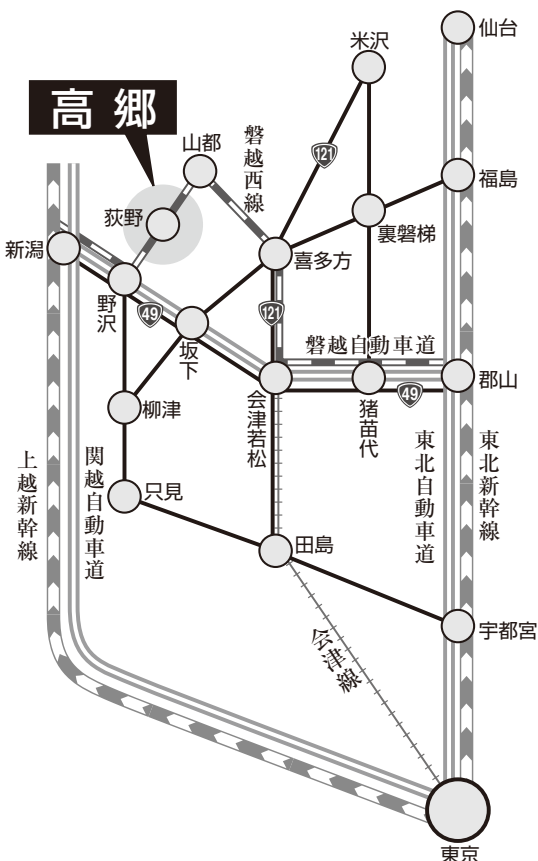 仙台
米沢
高郷
121
山都
磐越西線
福島
荻野
裏磐梯
新潟
喜多方
野沢
49
121
坂下
磐越自動車道
郡山
会津若松
猪苗代
49
柳津
上越新幹線
関越自動車道
東北自動車道
東北新幹線
只見
田島
宇都宮
会津線
東京